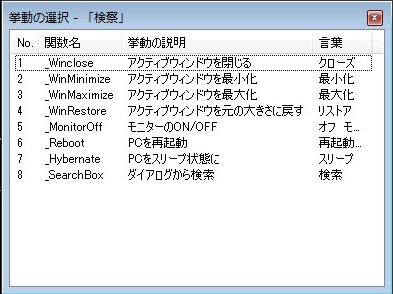 挙動の選択 - 「検察」
No. 関数名 挙動の説明 言葉
1 _Winclose アクティブウィンドウを閉じる クローズ
2 _WinMinimize アクティブウィンドウを最小化 最小化
3 _WinMaximize アクティブウィンドウを最大化 最大化
4 _WinRestore アクティブウィンドウを元の大きさに戻す リストア
5 _MonitorOff モニターのON/OFF オフ モ...
6 _Reboot PCを再起動 再起動...
7 _Hybernate PCをスリープ状態に スリープ
8 _SearchBox ダイアログから検索 検索